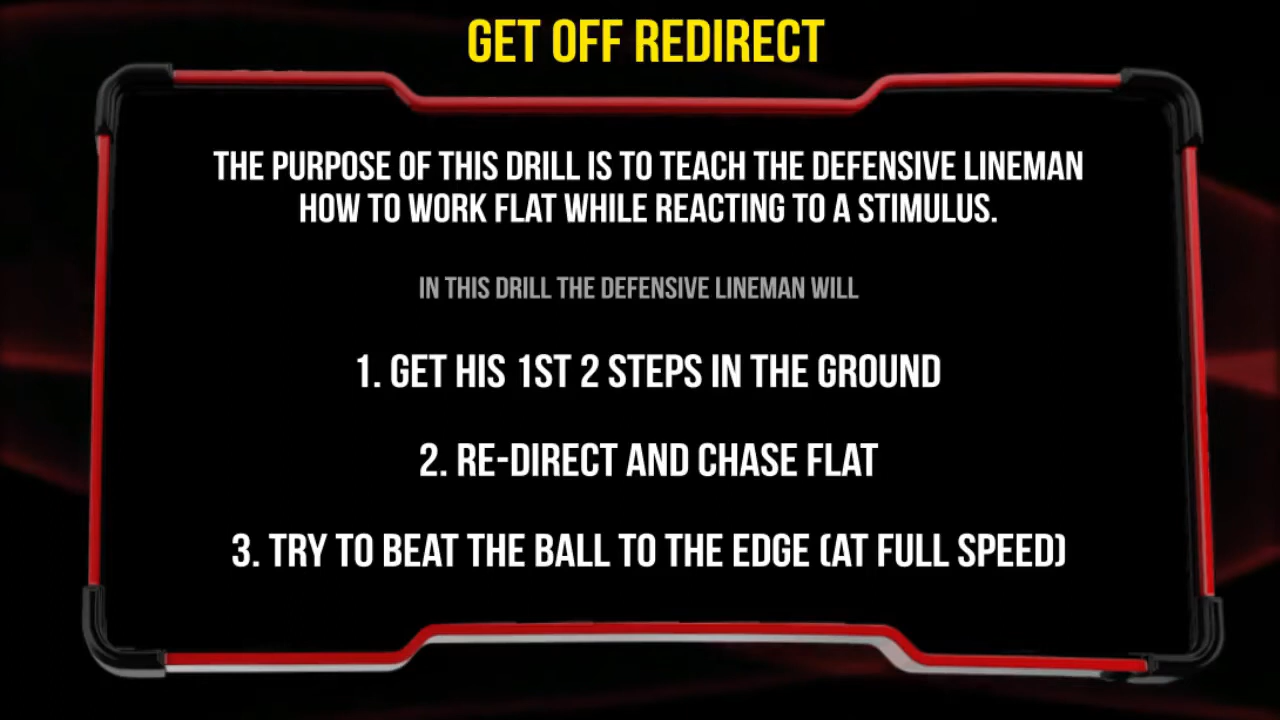 GET OFF REDIRECT
THE PURPOSE OF THIS DRILL IS TO TEACH THE DEFENSIVE LINEMAN
HOW TO WORK FLAT WHILE REACTING TO A STIMULUS.
IN THIS DRILL THE DEFENSIVE LINEMAN WILL
1. GET HIS 1ST 2 STEPS IN THE GROUND
2. RE-DIRECT AND CHASE FLAT
3. TRY TO BEAT THE BALL TO THE EDGE (AT FULL SPEED)